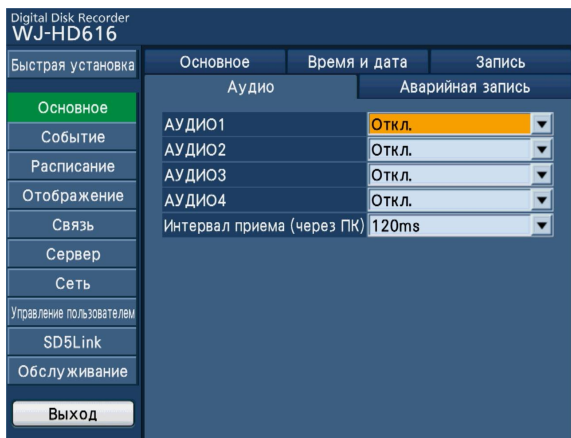 Digital Disk Recorder
WJ-HD616
Быстрая установка
Основное
Событие
Расписание
Отображение
Связь
Сервер
Сеть
Управление пользователем
SD5Link
Обслуживание
Выход
Основное Время и дата Запись
Аудио Аварийная запись
АУДИО1 Откл.
АУДИО2 Откл.
АУДИО3 Откл.
АУДИО4 Откл.
Интервал приема (через ПК) 120ms